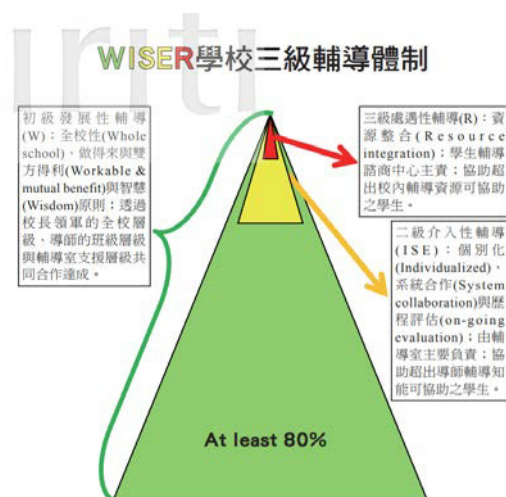 iriti
WISER學校三級輔導體制
初級發展性輔導
(W)：全校性(Whole
school)、做得來與雙
方得利(Workable &
mutual benefit)與智慧
(Wisdom)原則；透過
校長領軍的全校層
級、導師的班級層級
與輔導室支援層級共
同合作達成。
三級處遇性輔導(R)：資
源整合(Resource
integration)；學生輔導
諮商中心主責；協助超
出校內輔導資源可協助
之學生。
二級介入性輔導
(ISE)：個別化
(Individualized)、
系統合作(System
collaboration)與歷
程評估(on-going
evaluation)；由輔
導室主要負責；協
助超出導師輔導知
能可協助之學生。
At least 80%